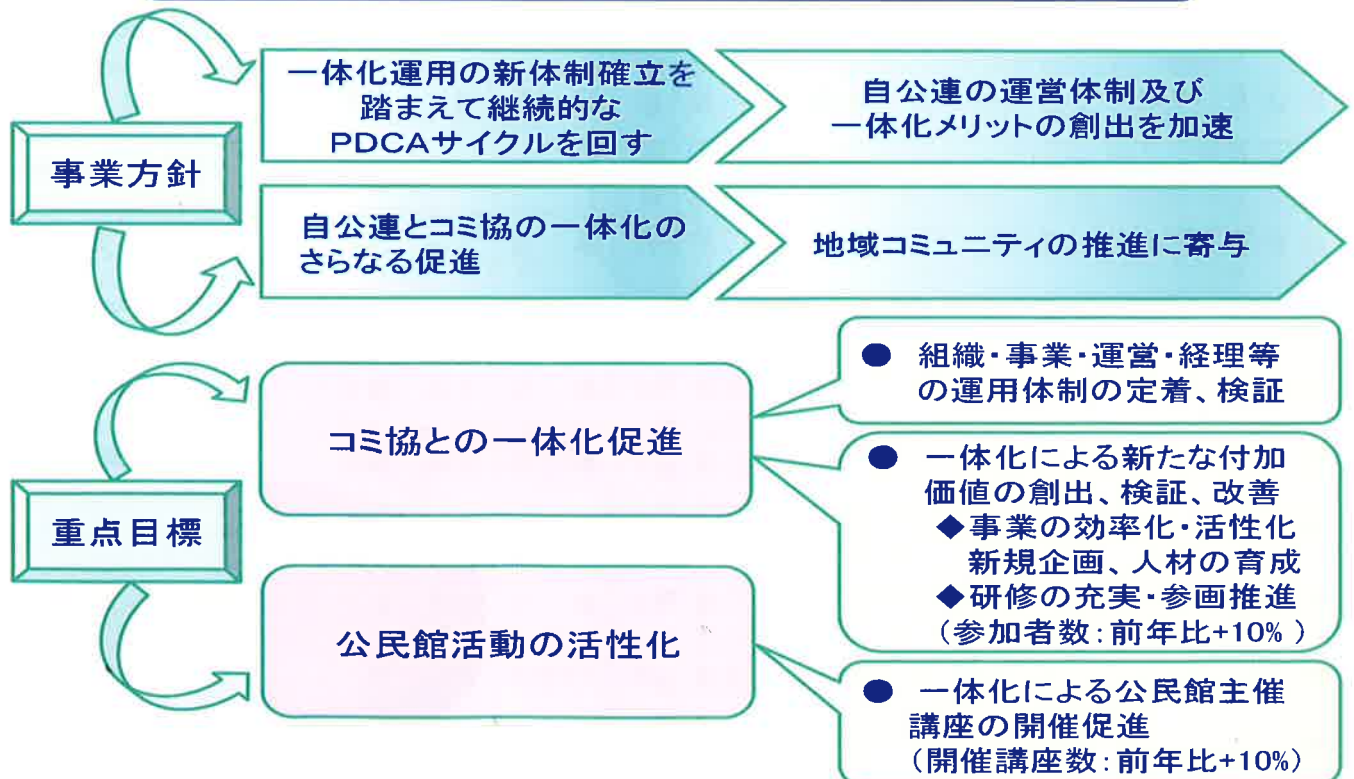 事業方針
一体化運用の新体制確立を
踏まえて継続的な
PDCAサイクルを回す
自公連の運営体制及び
一体化メリットの創出を加速
自公連とコミ協の一体化の
さらなる促進
地域コミュニティの推進に寄与
重点目標
コミ協との一体化促進
● 組織・事業・運営・経理等
の運用体制の定着、検証
● 一体化による新たな付加
価値の創出、検証、改善
◆事業の効率化・活性化
新規企画、人材の育成
◆研修の充実・参画推進
(参加者数:前年比+10% )
公民館活動の活性化
● 一体化による公民館主催
講座の開催促進
(開催講座数:前年比+10%)